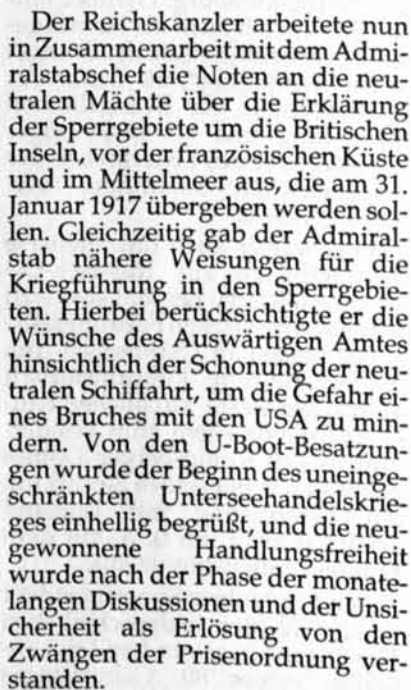 Der Reichskanzler arbeitete nun
in Zusammenarbeit mit dem Admi-
ralstabschef die Noten an die neu-
tralen Mächte über die Erklärung
der Sperrgebiete um die Britischen
Inseln, vor der französischen Küste
und im Mittelmeer aus, die am 31.
Januar 1917 übergeben werden sol-
len. Gleichzeitig gab der Admiral-
stab nähere Weisungen für die
Kriegführung in den Sperrgebie-
ten. Hierbei berücksichtigte er die
Wünsche des Auswärtigen Amtes
hinsichtlich der Schonung der neu-
tralen Schiffahrt, um die Gefahr ei-
nes Bruches mit den USA zu min-
dern. Von den U-Boot-Besatzun-
gen wurde der Beginn des uneinge-
schränkten Unterseehandelskrie-
ges einhellig begrüßt, und die neu-
gewonnene Handlungsfreiheit
wurde nach der Phase der monate-
langen Diskussionen und der Unsi-
cherheit als Erlösung von den
Zwängen der Prisenordnung ver-
standen.